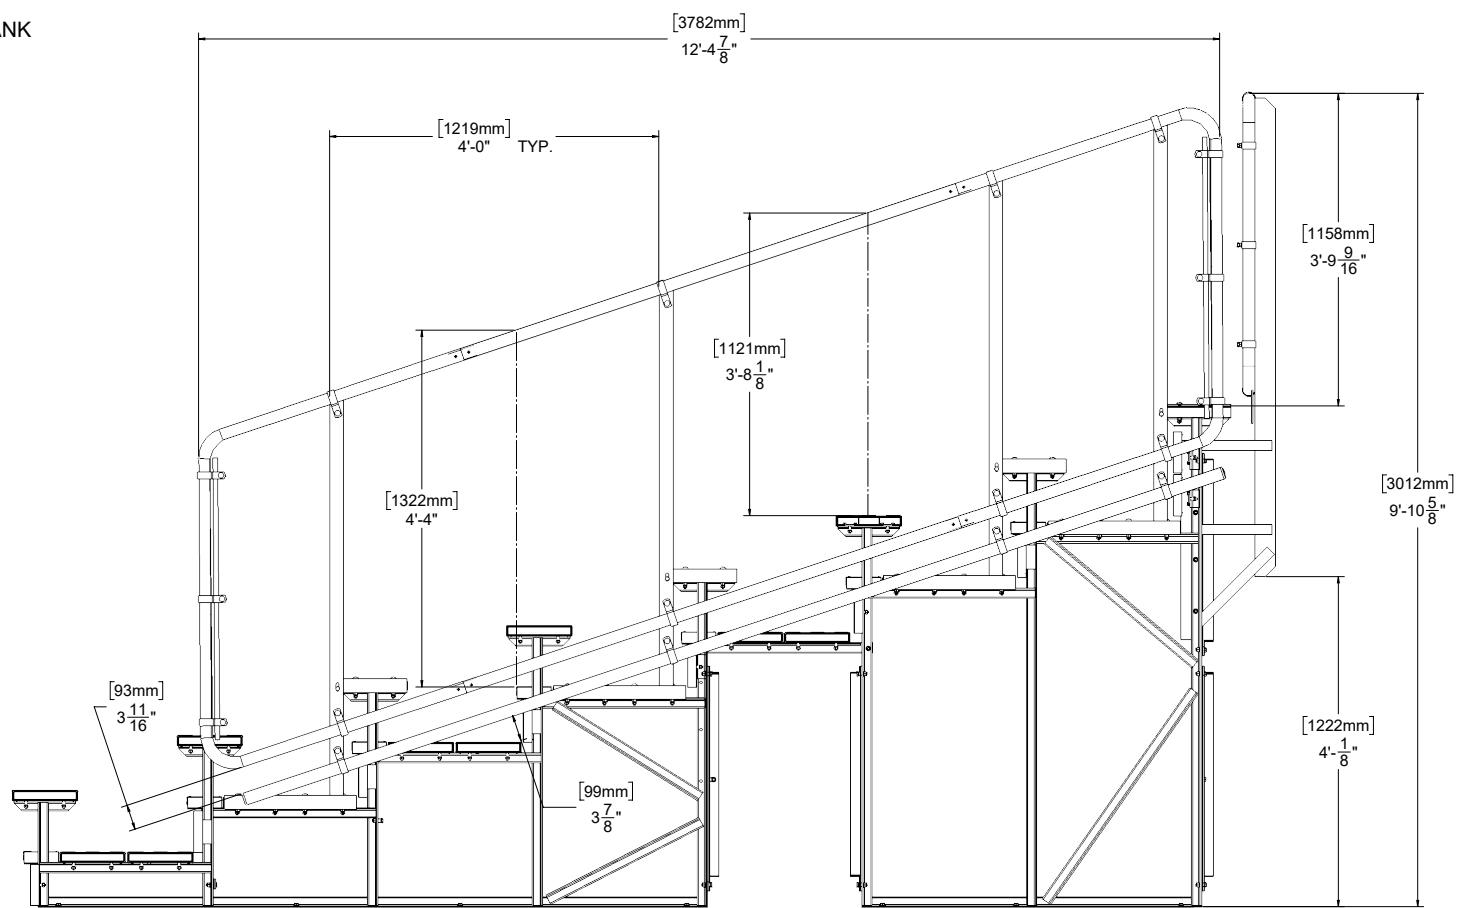 ANK
[3782mm]
12'-4 7/8"
[1219mm]
4'-0" TYP.
[1158mm]
3'-9 9/16"
[1121mm]
3'-8 1/8"
[1322mm]
4'-4"
[3012mm]
9'-10 5/8"
[93mm]
3 11/16"
[1222mm]
4'- 1/8"
[99mm]
3 7/8"